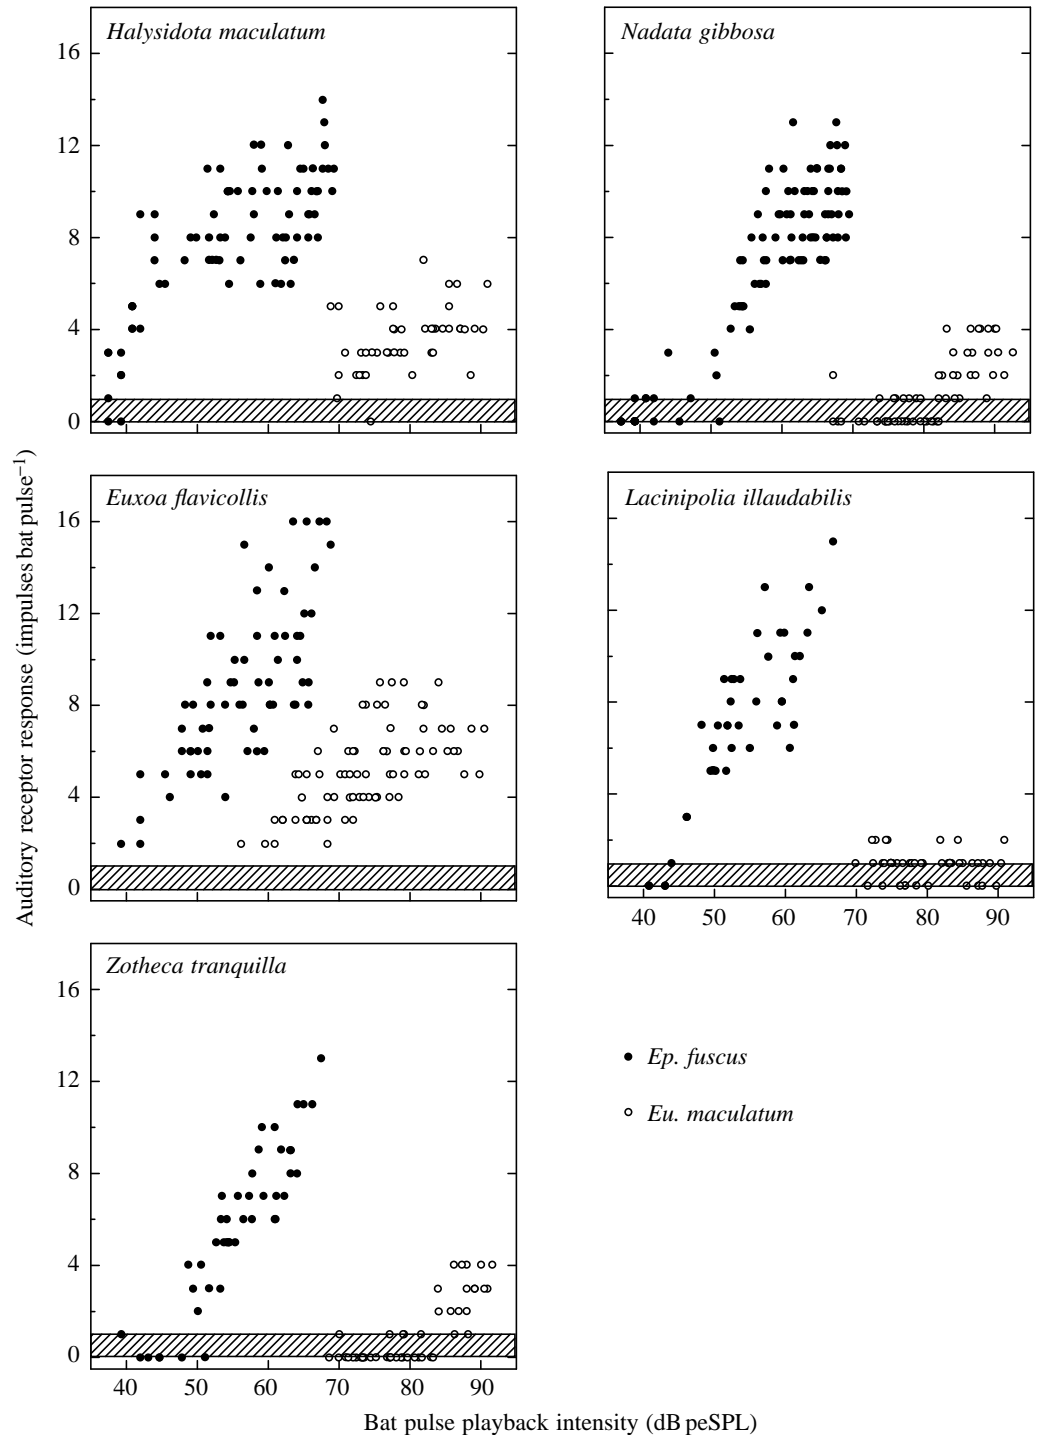 Halysidota maculatum
Nadata gibbosa
16
12
8
4
0
Euxoa flavicollis
Lacinipolia illaudabilis
16
12
8
4
0
40 50 60 70 80 90
Zotheca tranquilla
16
12
8
4
0
40 50 60 70 80 90
Ep. fuscus
Eu. maculatum
Auditory receptor response (impulses bat pulse⁻¹)
Bat pulse playback intensity (dB peSPL)